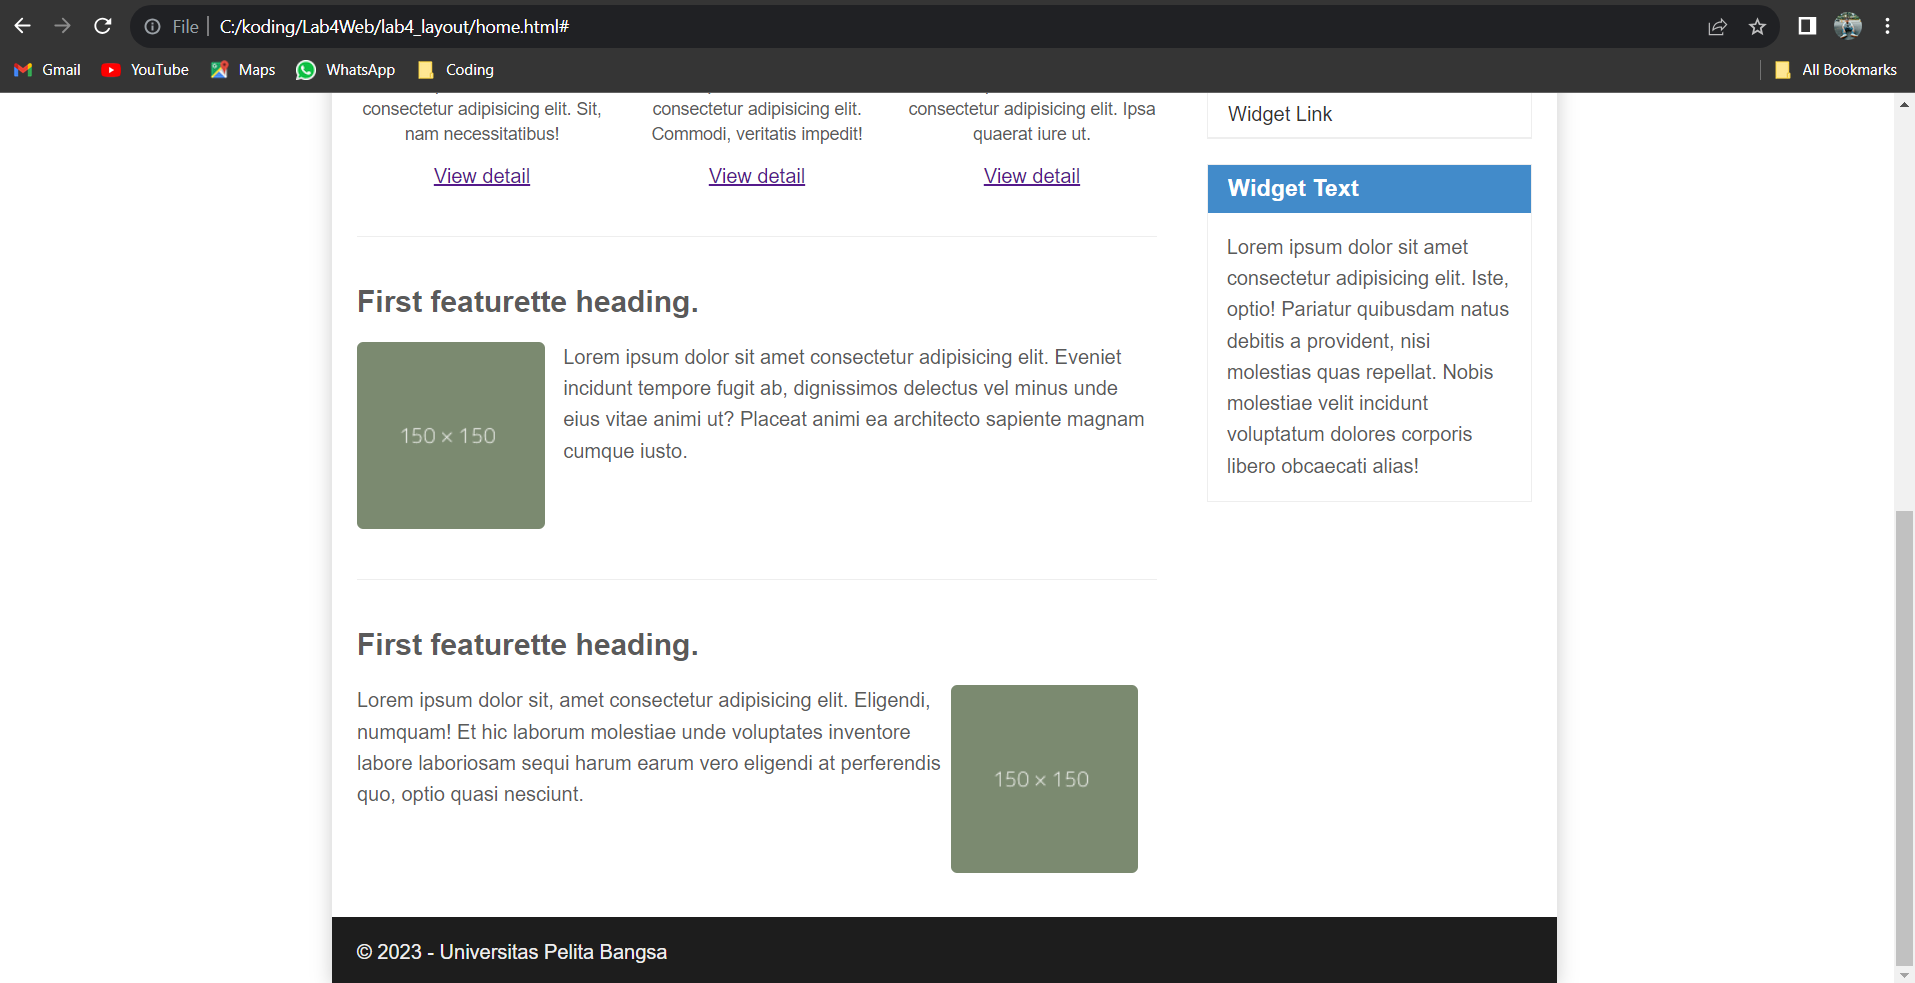 File
C:/koding/Lab4Web/lab4_layout/home.html#
Gmail
YouTube
Maps
WhatsApp
Coding
All Bookmarks
consectetur adipisicing elit. Sit,
nam necessitatibus!
View detail
consectetur adipisicing elit.
Commodi, veritatis impedit!
View detail
consectetur adipisicing elit. Ipsa
quaerat iure ut.
View detail
First featurette heading.
150 × 150
Lorem ipsum dolor sit amet consectetur adipisicing elit. Eveniet
incidunt tempore fugit ab, dignissimos delectus vel minus unde
eius vitae animi ut? Placeat animi ea architecto sapiente magnam
cumque iusto.
First featurette heading.
Lorem ipsum dolor sit, amet consectetur adipisicing elit. Eligendi,
numquam! Et hic laborum molestiae unde voluptates inventore
labore laboriosam sequi harum earum vero eligendi at perferendis
quo, optio quasi nesciunt.
150 × 150
Widget Link
Widget Text
Lorem ipsum dolor sit amet
consectetur adipisicing elit. Iste,
optio! Pariatur quibusdam natus
debitis a provident, nisi
molestias quas repellat. Nobis
molestiae velit incidunt
voluptatum dolores corporis
libero obcaecati alias!
© 2023 - Universitas Pelita Bangsa